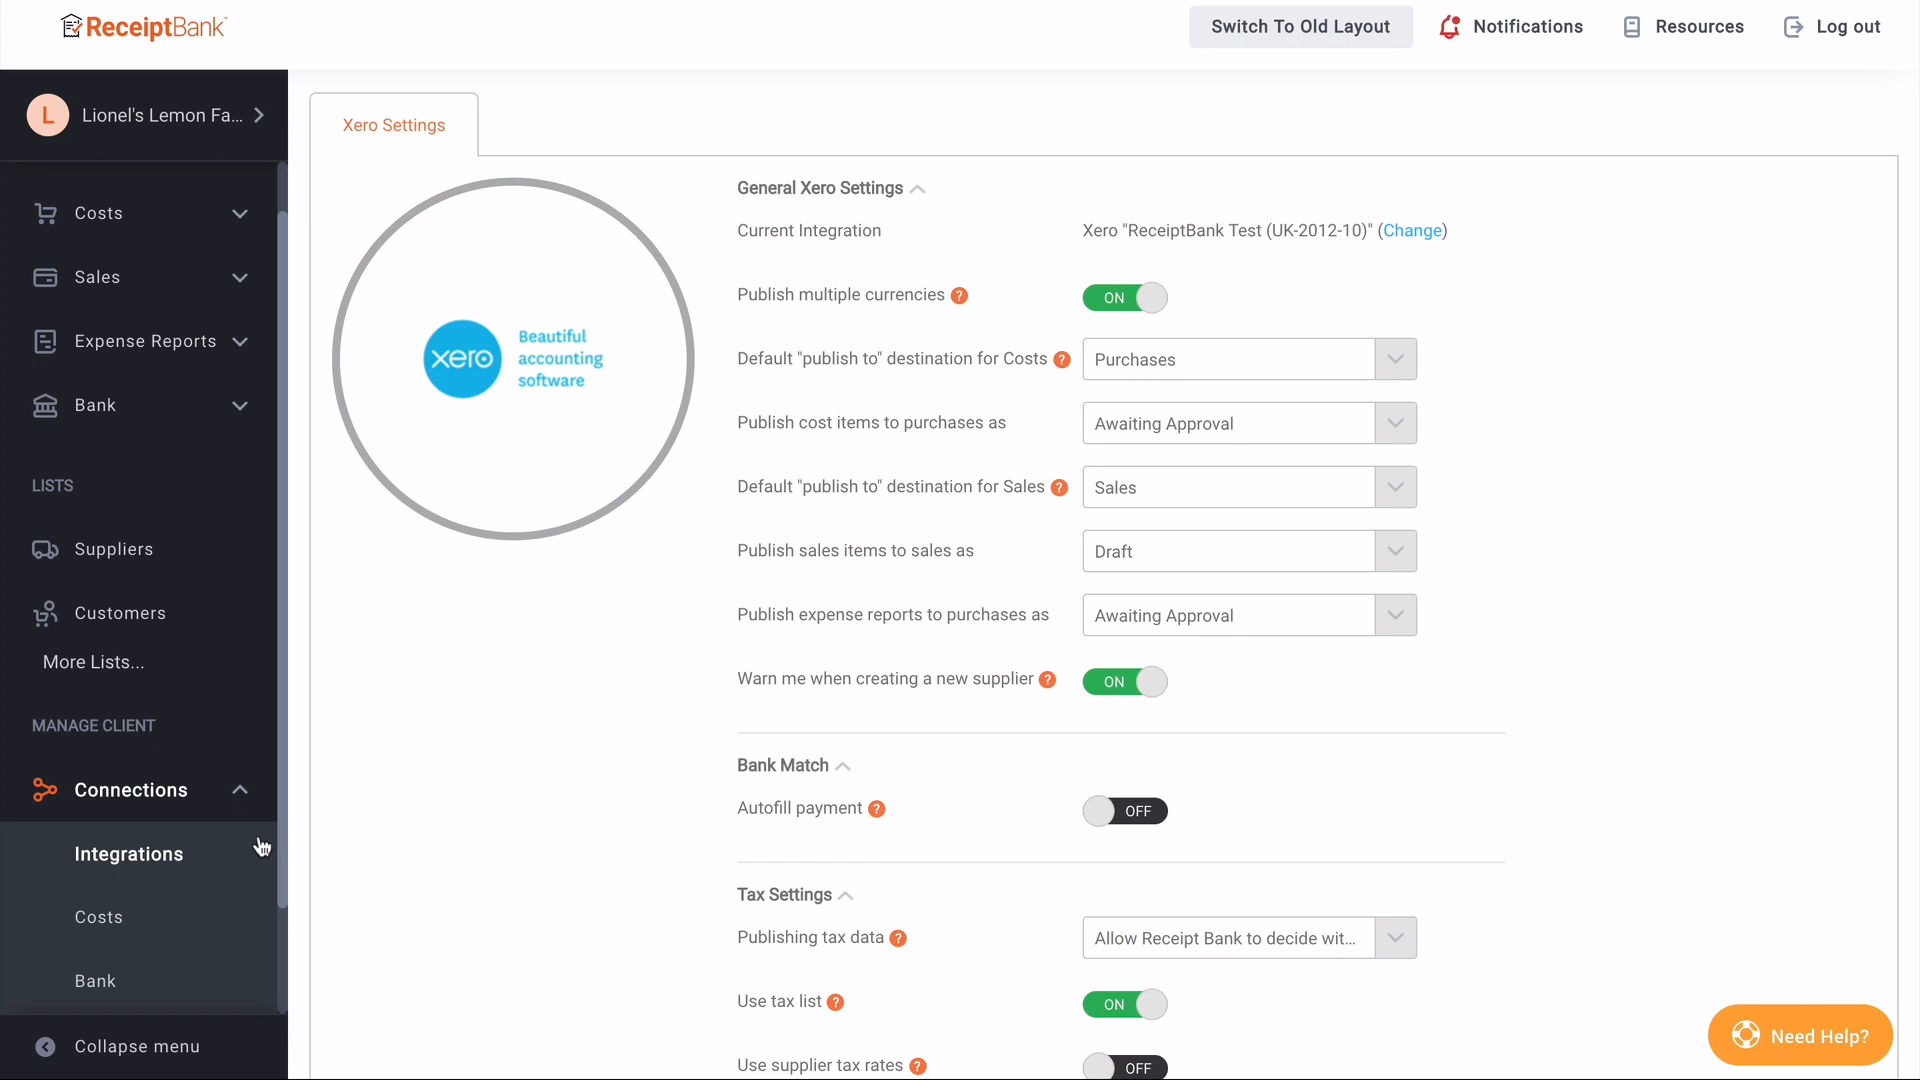 ReceiptBank
Switch To Old Layout
Notifications
Resources
Log out
L
Lionel's Lemon Fa...
Costs
Sales
Expense Reports
Bank
LISTS
Suppliers
Customers
More Lists...
MANAGE CLIENT
Connections
Integrations
Costs
Bank
Collapse menu
Xero Settings
xero
Beautiful
accounting
software
General Xero Settings
Current Integration
Xero "ReceiptBank Test (UK-2012-10)" (Change)
Publish multiple currencies ?
ON
Default "publish to" destination for Costs ?
Purchases
Publish cost items to purchases as
Awaiting Approval
Default "publish to" destination for Sales ?
Sales
Publish sales items to sales as
Draft
Publish expense reports to purchases as
Awaiting Approval
Warn me when creating a new supplier ?
ON
Bank Match
Autofill payment ?
OFF
Tax Settings
Publishing tax data ?
Allow Receipt Bank to decide wit...
Use tax list ?
ON
Use supplier tax rates ?
OFF
Need Help?